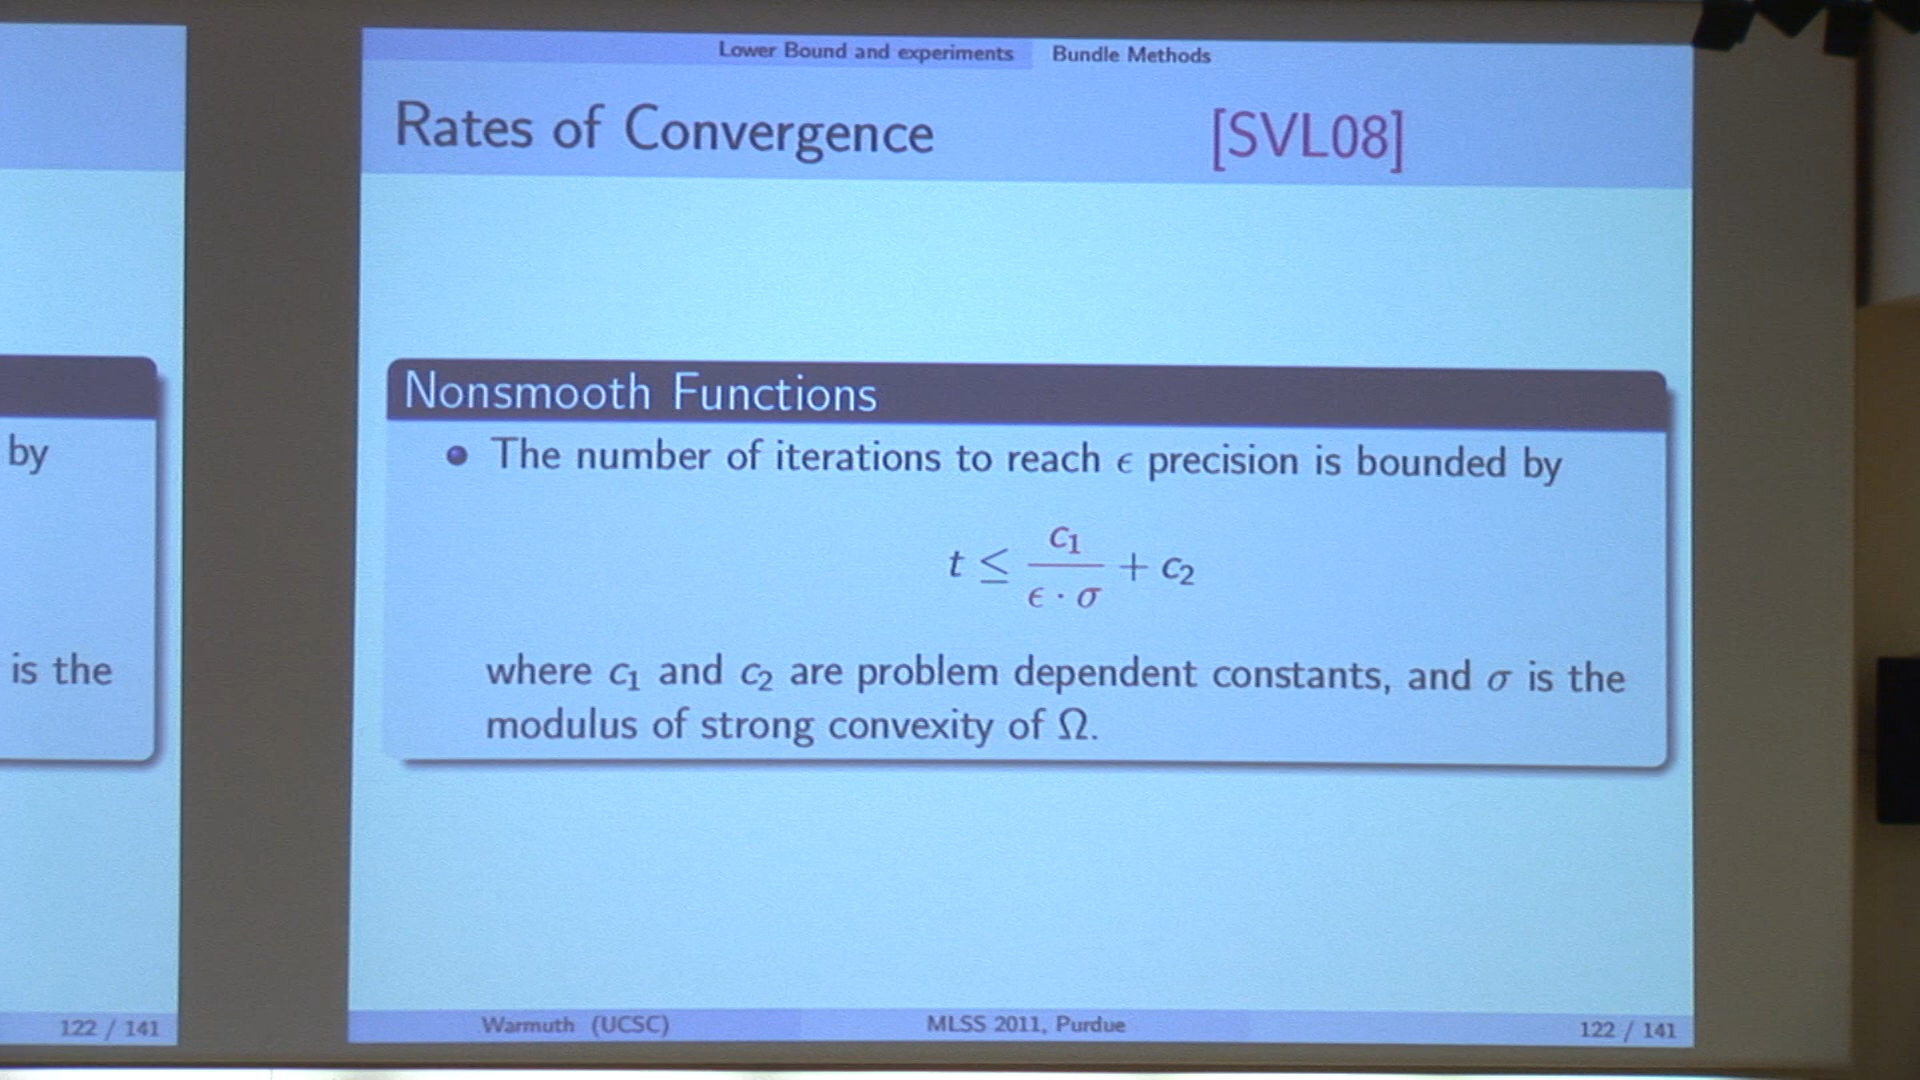 Lower Bound and experiments Bundle Methods
Rates of Convergence [SVL08]
Nonsmooth Functions
• The number of iterations to reach ϵ precision is bounded by
t ≤ c₁ / (ϵ · σ) + c₂
where c₁ and c₂ are problem dependent constants, and σ is the
modulus of strong convexity of Ω.
Warmuth (UCSC) MLSS 2011, Purdue 122 / 141
by
is the
122 / 141